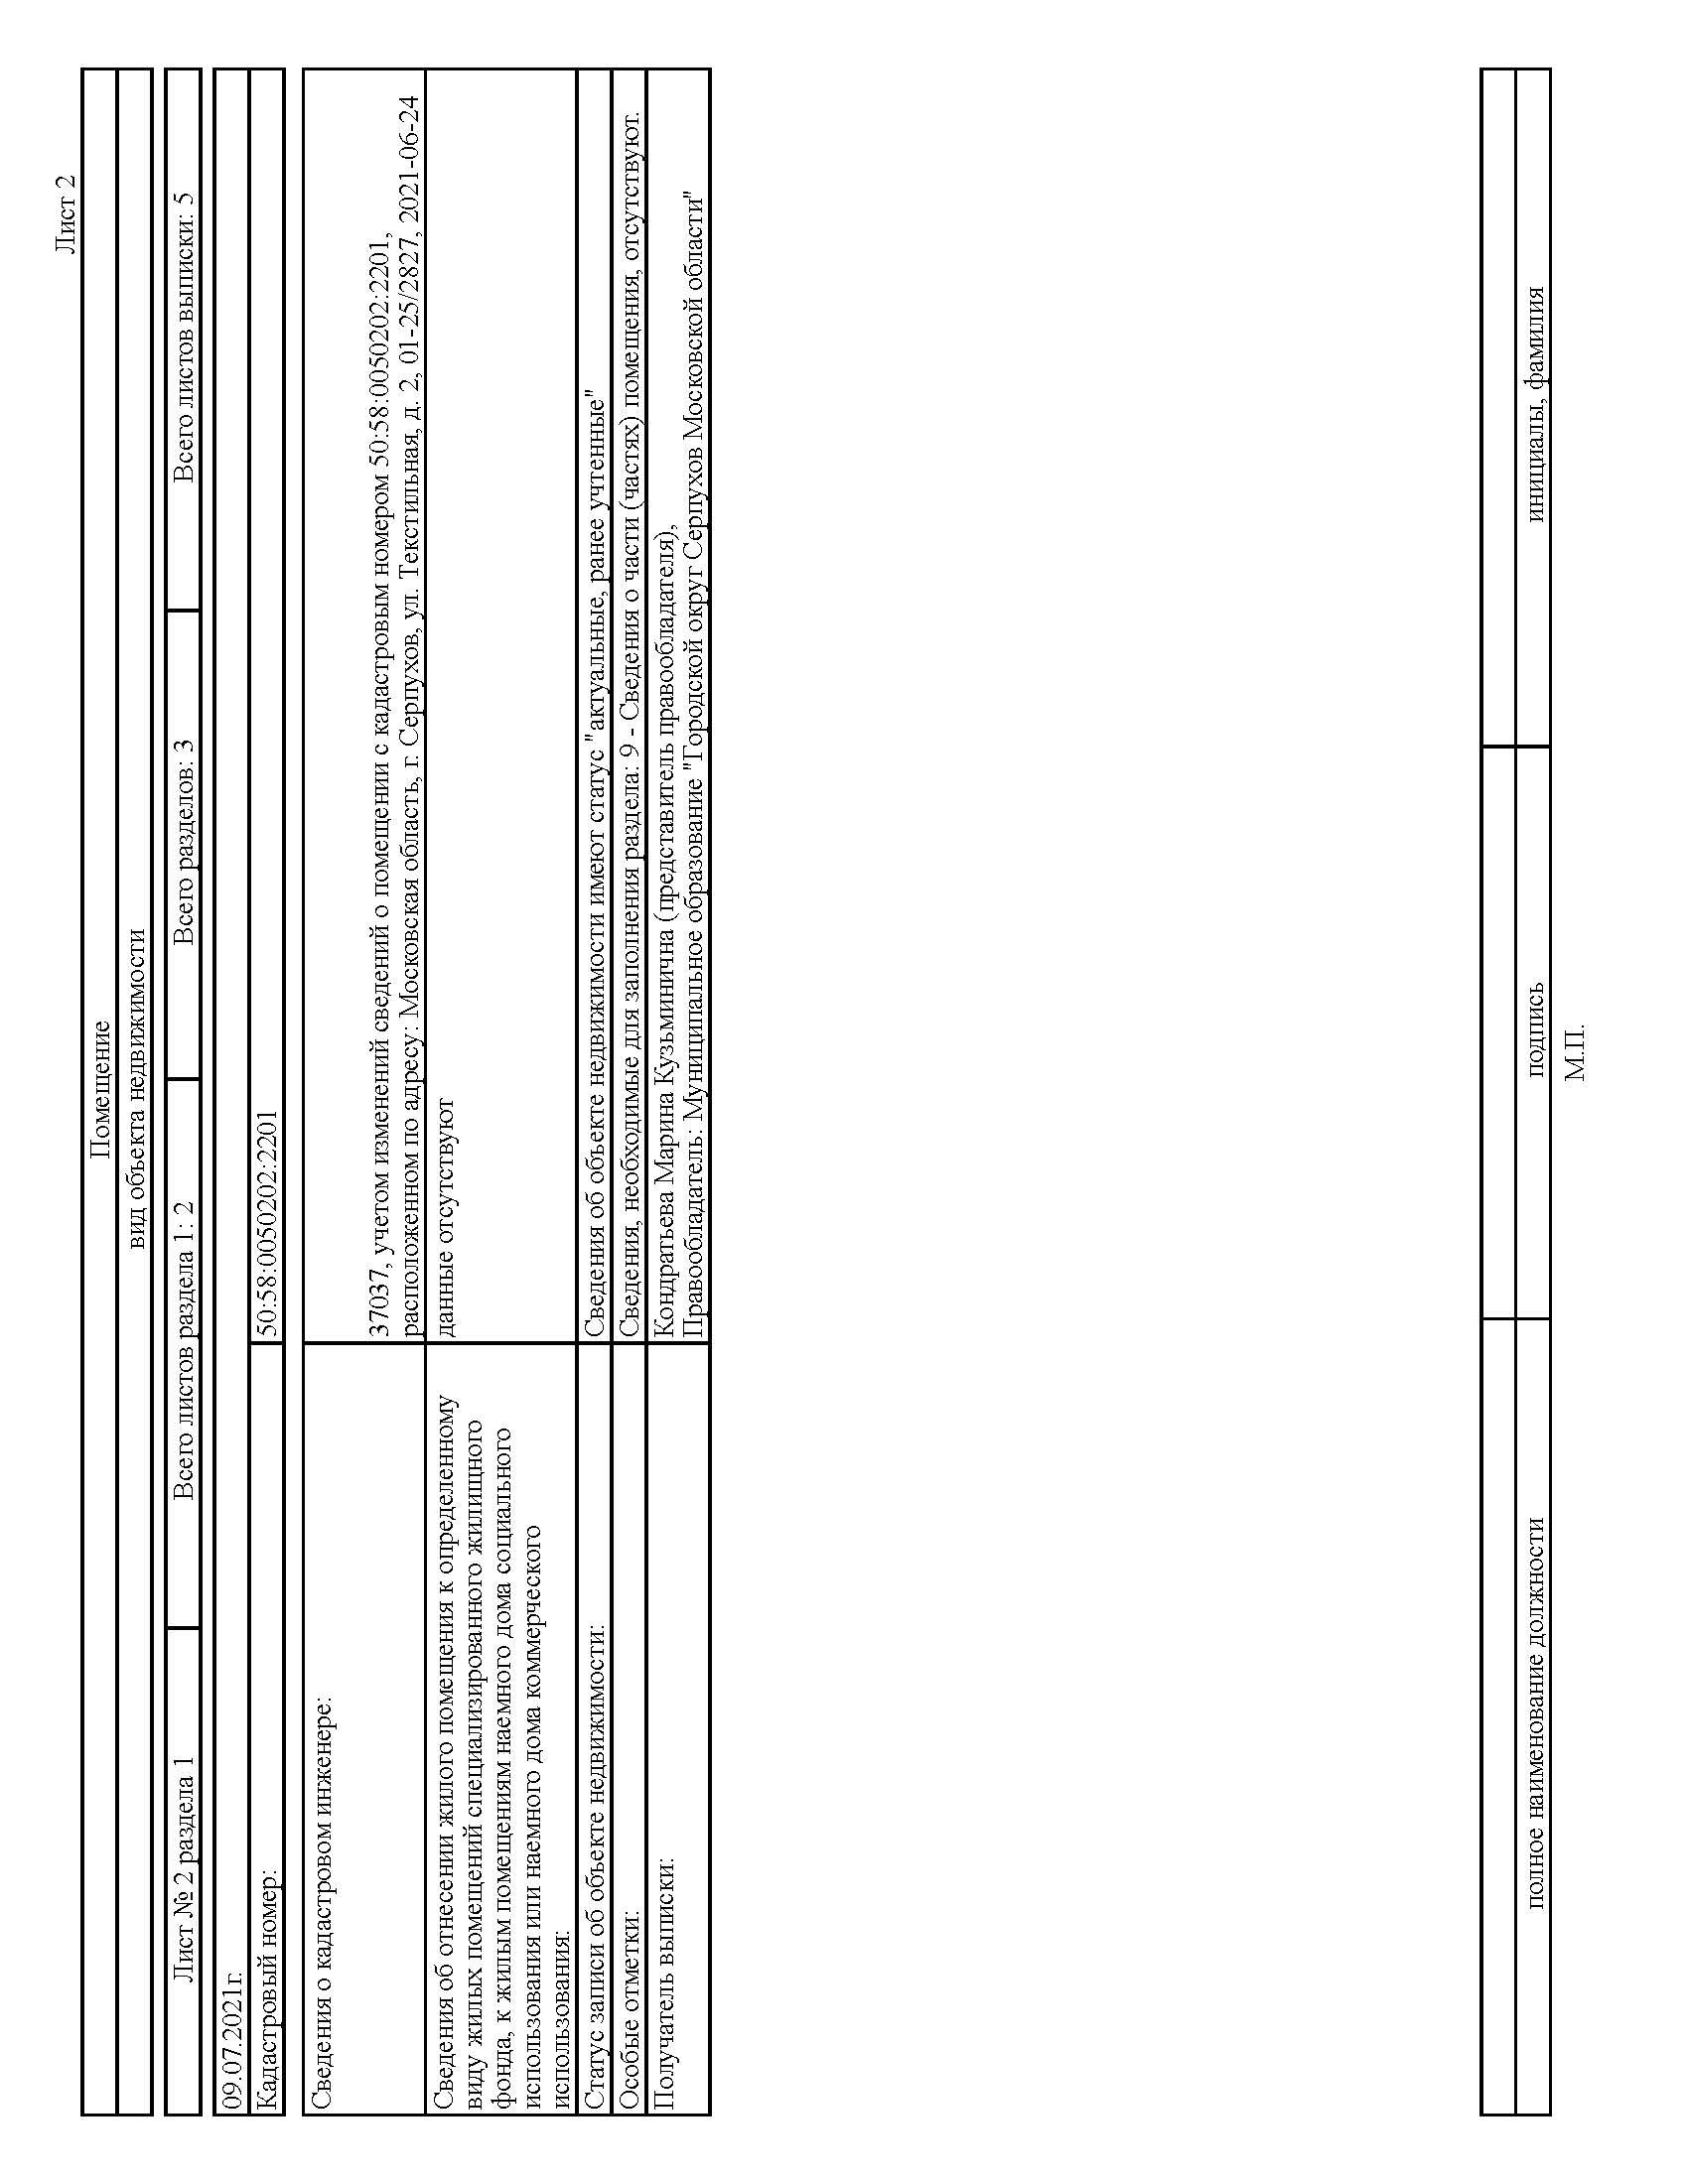 Лист 2
Помещение
вид объекта недвижимости
Лист № 2 раздела 1
Всего листов раздела 1: 2
Всего разделов: 3
Всего листов выписки: 5
09.07.2021г.
Кадастровый номер:
50:58:0050202:2201
Сведения о кадастровом инженере:
37037, учетом изменений сведений о помещении с кадастровым номером 50:58:0050202:2201,
расположенном по адресу: Московская область, г. Серпухов, ул. Текстильная, д. 2, 01-25/2827, 2021-06-24
Сведения об отнесении жилого помещения к определенному
виду жилых помещений специализированного жилищного
фонда, к жилым помещениям наемного дома социального
использования или наемного дома коммерческого
использования:
данные отсутствуют
Статус записи об объекте недвижимости:
Сведения об объекте недвижимости имеют статус "актуальные, ранее учтенные"
Особые отметки:
Сведения, необходимые для заполнения раздела: 9 - Сведения о части (частях) помещения, отсутствуют.
Получатель выписки:
Кондратьева Марина Кузьминична (представитель правообладателя),
Правообладатель: Муниципальное образование "Городской округ Серпухов Московской области"
полное наименование должности
подпись
инициалы, фамилия
М.П.